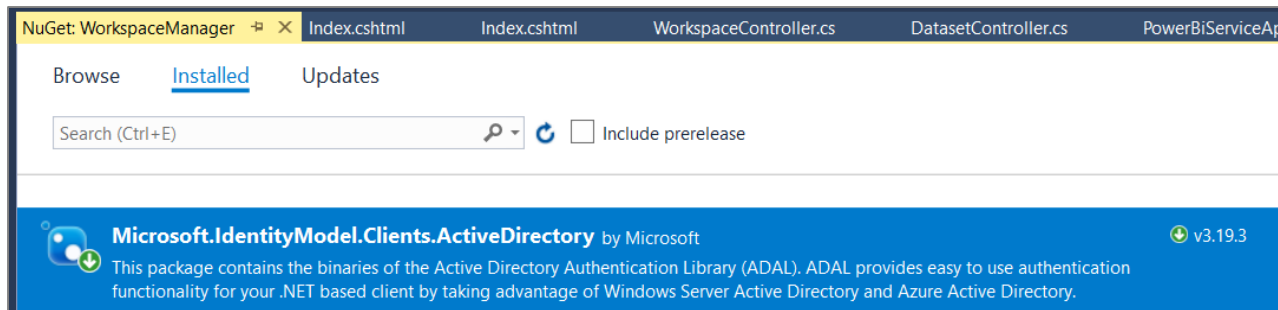 NuGet: WorkspaceManager Index.cshtml Index.cshtml WorkspaceController.cs DatasetController.cs PowerBiServiceAp
Browse Installed Updates
Search (Ctrl+E) Include prerelease
Microsoft.IdentityModel.Clients.ActiveDirectory by Microsoft v3.19.3
This package contains the binaries of the Active Directory Authentication Library (ADAL). ADAL provides easy to use authentication
functionality for your .NET based client by taking advantage of Windows Server Active Directory and Azure Active Directory.